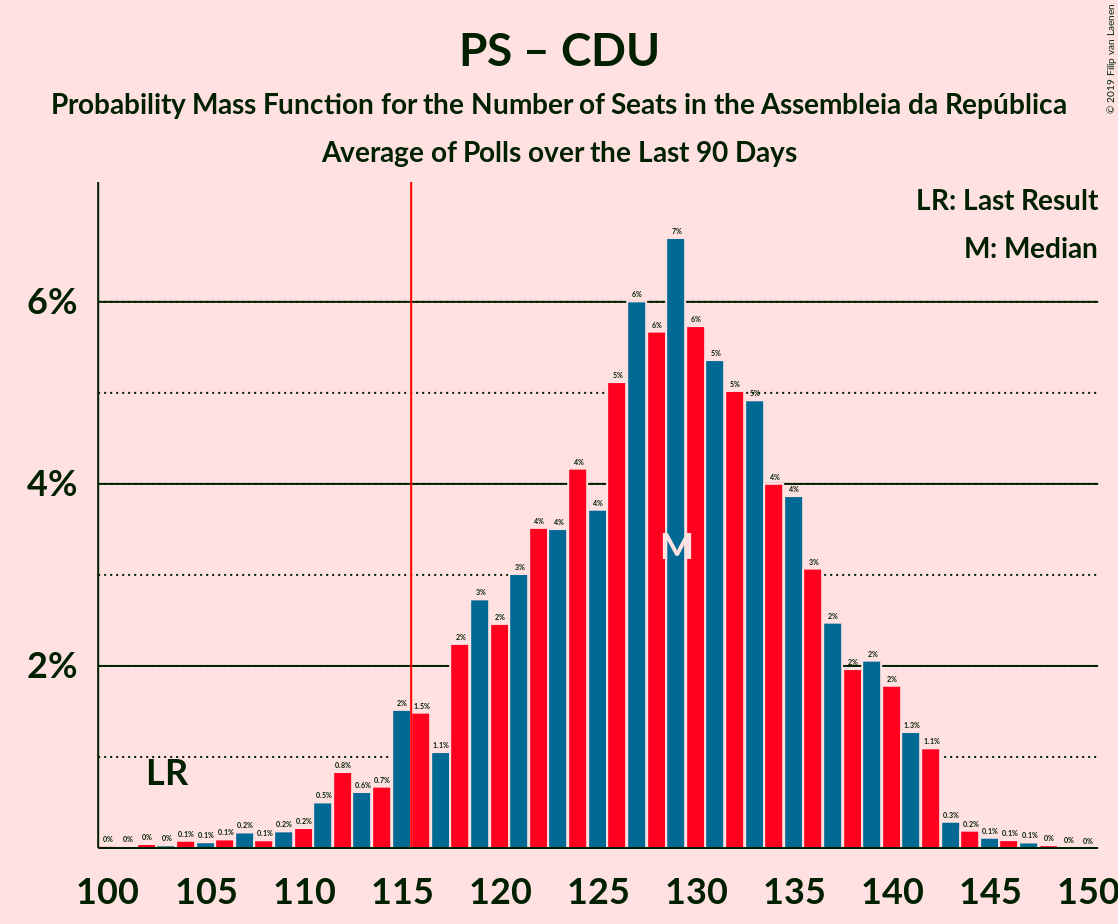 PS – CDU
Probability Mass Function for the Number of Seats in the Assembleia da República
Average of Polls over the Last 90 Days
© 2019 Filip van Laenen
LR: Last Result
M: Median
6%
4%
2%
0% 0% 0% 0% 0.1% 0.1% 0.1% 0.2% 0.1% 0.2% 0.2% 0.5% 0.8% 0.6% 0.7% 2% 1.5% 1.1% 2% 3% 2% 3% 4% 4% 4% 4% 5% 6% 6% 7% 6% 5% 5% 5% 4% 4% 3% 2% 2% 2% 2% 1.3% 1.1% 0.3% 0.2% 0.1% 0.1% 0.1% 0% 0% 0%
M
LR
100 105 110 115 120 125 130 135 140 145 150